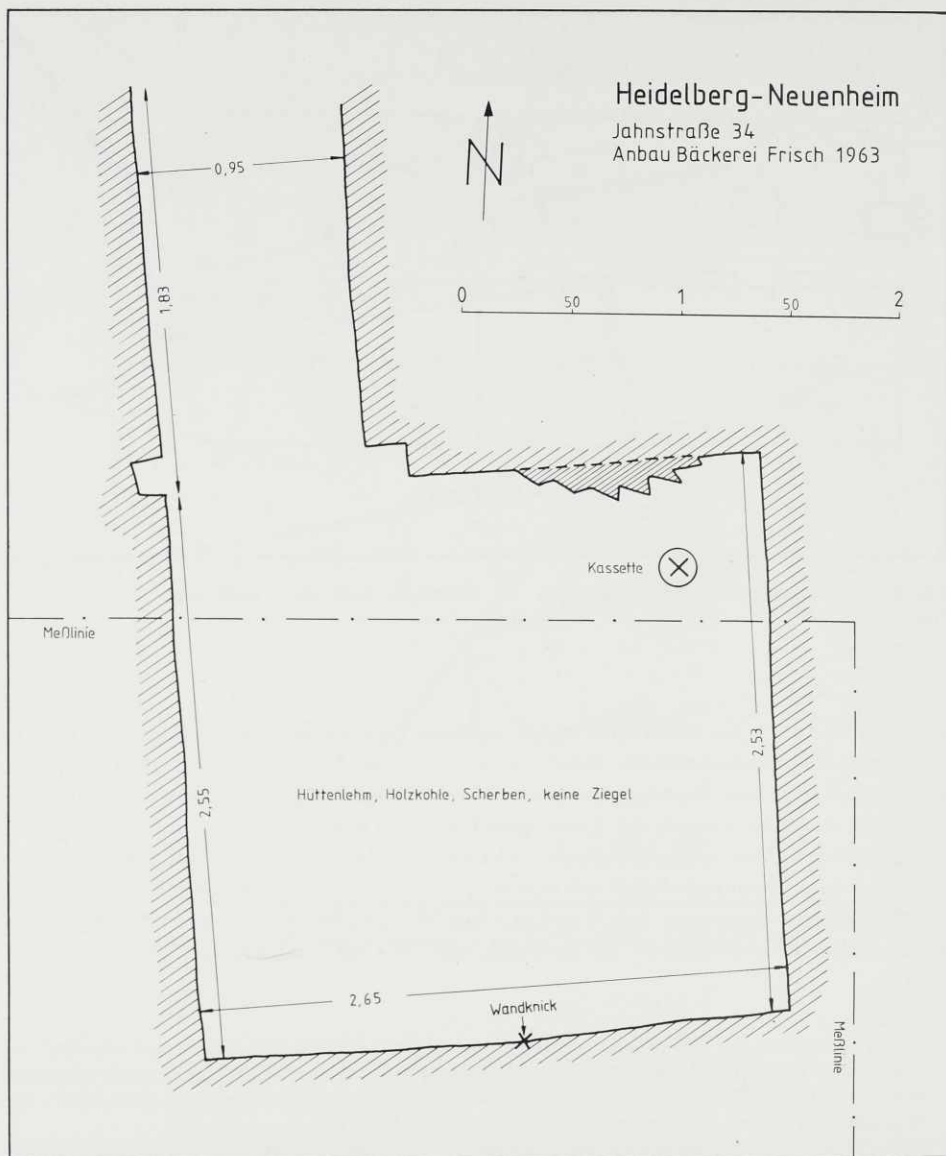 Heidelberg-Neuenheim
Jahnstraße 34
Anbau Bäckerei Frisch 1963
N
0,95
0 50 1 50 2
1,83
Kassette
Meßlinie
2,53
2,55
Huttenlehm, Holzkohle, Scherben, keine Ziegel
2,65
Wandknick
Meßlinie